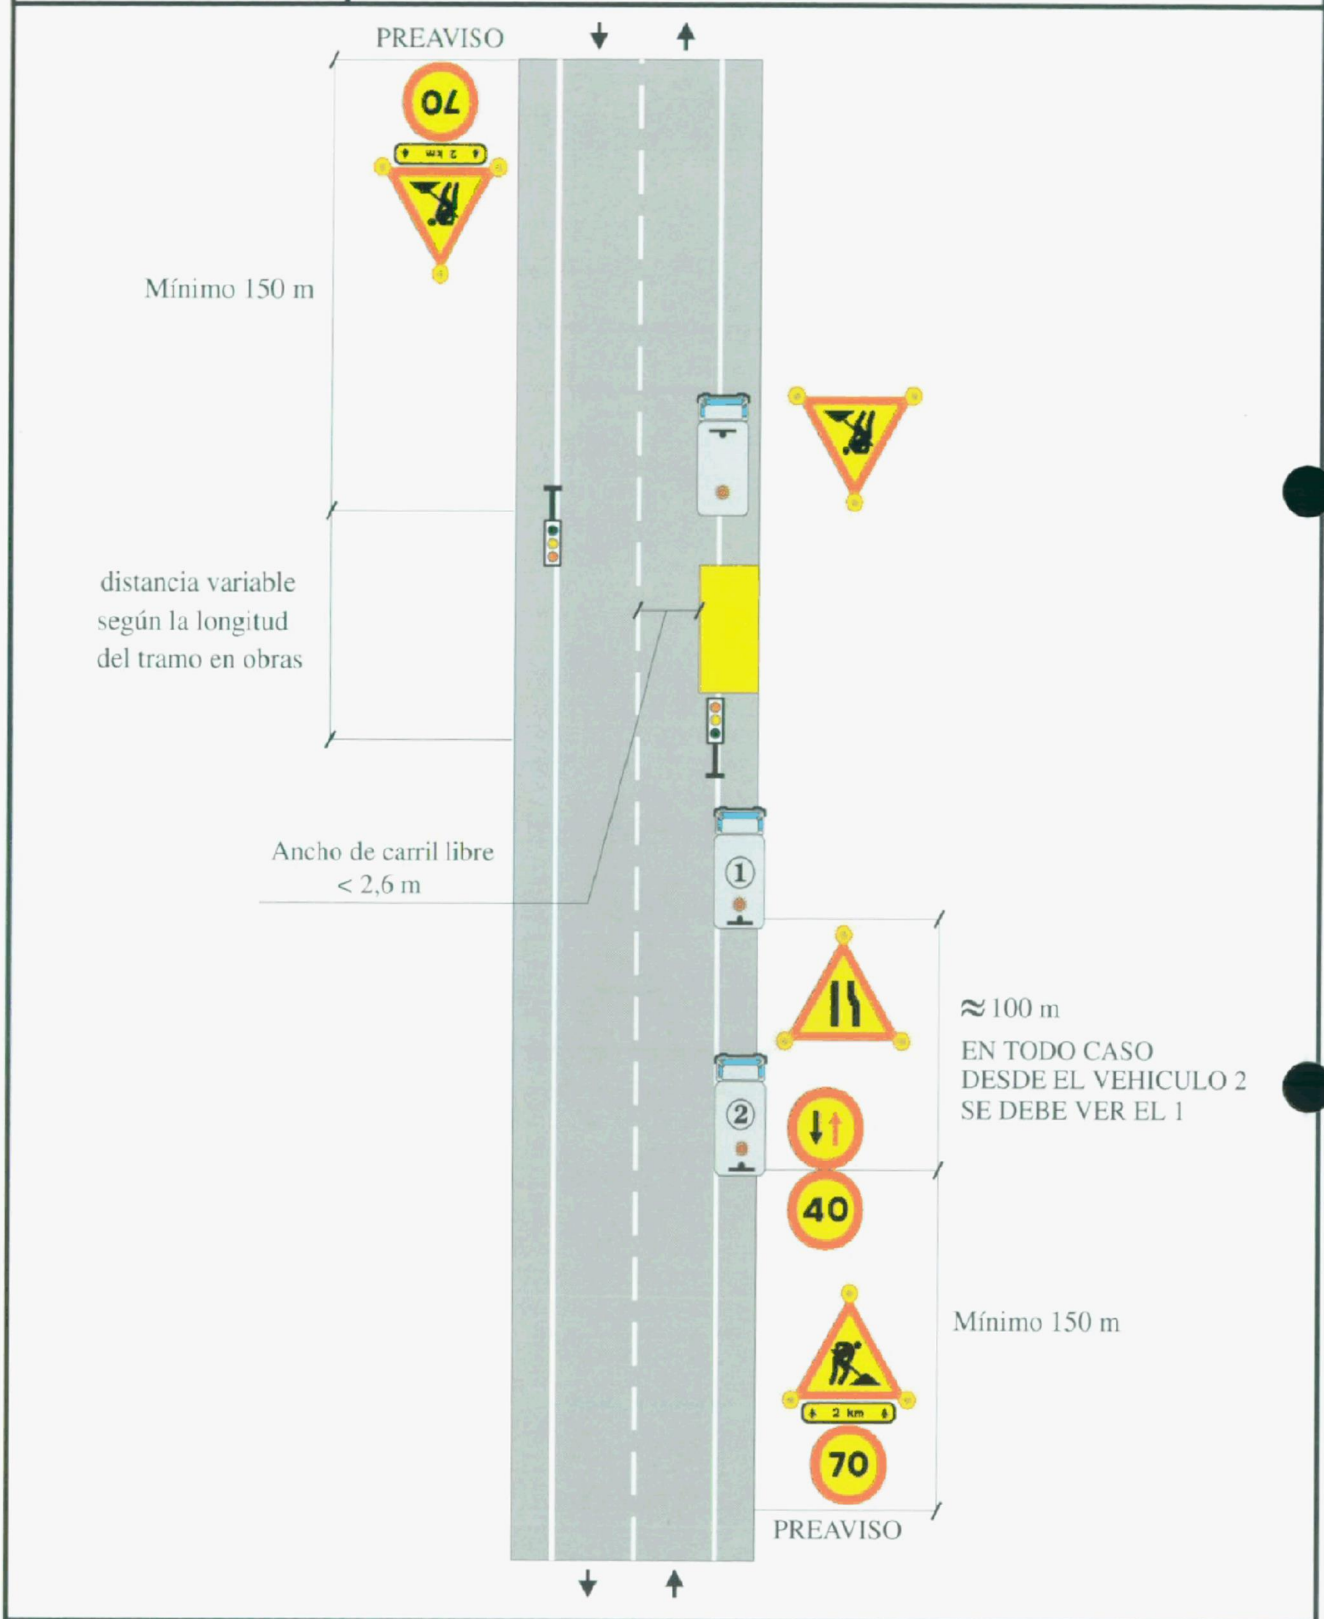 PREAVISO
70
2 km
Mínimo 150 m
distancia variable
según la longitud
del tramo en obras
Ancho de carril libre
< 2,6 m
1
≈ 100 m
EN TODO CASO
DESDE EL VEHICULO 2
SE DEBE VER EL 1
2
40
Mínimo 150 m
2 km
70
PREAVISO